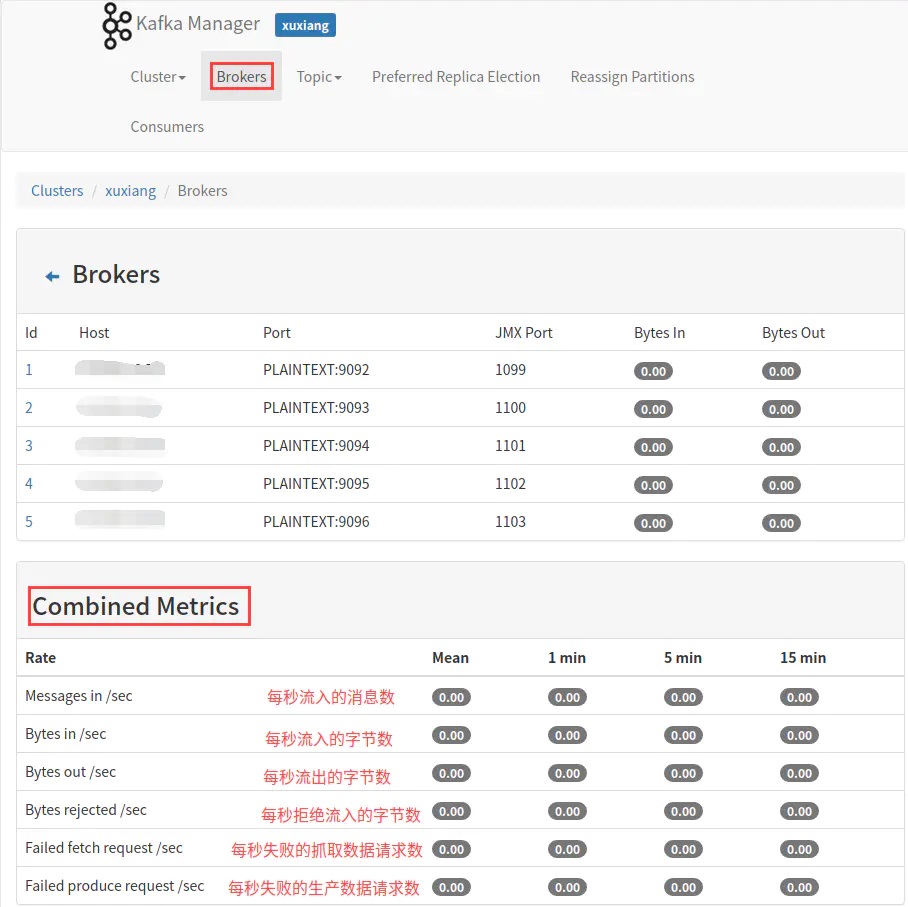 Kafka Manager xuxiang
Cluster Brokers Topic Preferred Replica Election Reassign Partitions
Consumers
Clusters / xuxiang / Brokers
Brokers
Id Host Port JMX Port Bytes In Bytes Out
1 PLAINTEXT:9092 1099 0.00 0.00
2 PLAINTEXT:9093 1100 0.00 0.00
3 PLAINTEXT:9094 1101 0.00 0.00
4 PLAINTEXT:9095 1102 0.00 0.00
5 PLAINTEXT:9096 1103 0.00 0.00
Combined Metrics
Rate Mean 1 min 5 min 15 min
Messages in /sec 每秒流入的消息数 0.00 0.00 0.00 0.00
Bytes in /sec 每秒流入的字节数 0.00 0.00 0.00 0.00
Bytes out /sec 每秒流出的字节数 0.00 0.00 0.00 0.00
Bytes rejected /sec 每秒拒绝流入的字节数 0.00 0.00 0.00 0.00
Failed fetch request /sec 每秒失败的抓取数据请求数 0.00 0.00 0.00 0.00
Failed produce request /sec 每秒失败的生产数据请求数 0.00 0.00 0.00 0.00